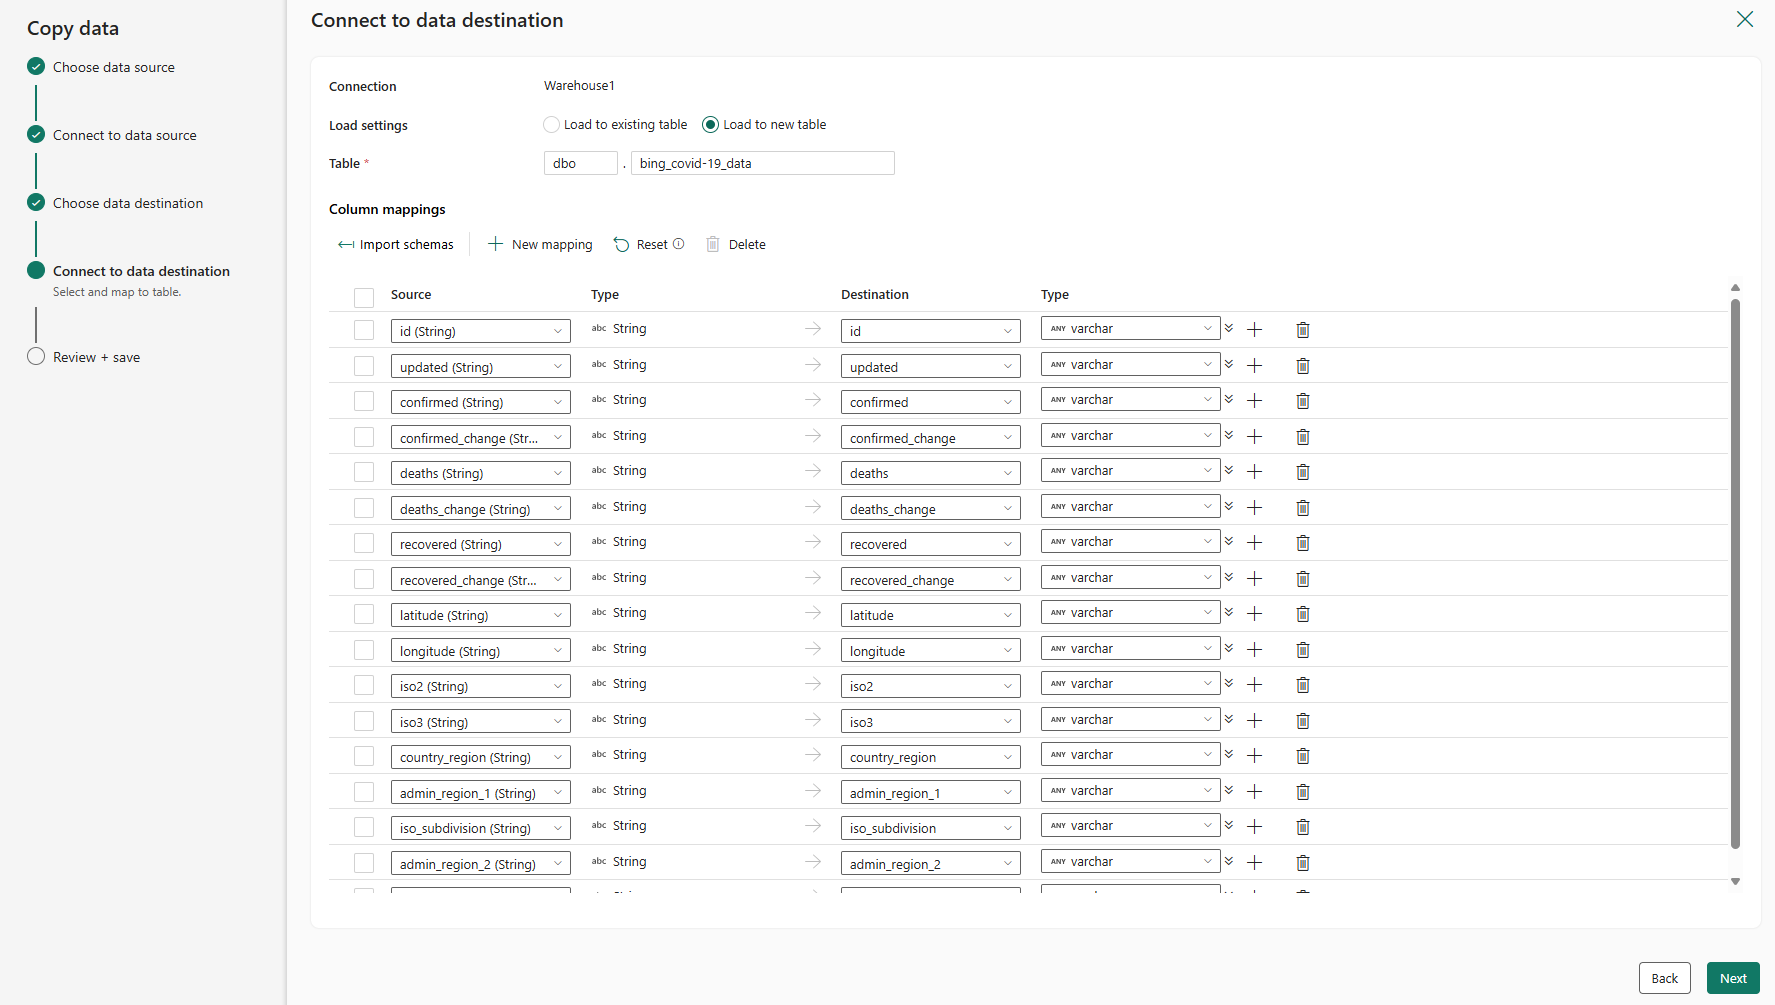 Copy data
Choose data source
Connect to data source
Choose data destination
Connect to data destination
Select and map to table.
Review + save
Connect to data destination
Connection Warehouse1
Load settings Load to existing table Load to new table
Table * dbo . bing_covid-19_data
Column mappings
Import schemas New mapping Reset Delete
Source Type Destination Type
id (String) abc String id ANY varchar
updated (String) abc String updated ANY varchar
confirmed (String) abc String confirmed ANY varchar
confirmed_change (Str... abc String confirmed_change ANY varchar
deaths (String) abc String deaths ANY varchar
deaths_change (String) abc String deaths_change ANY varchar
recovered (String) abc String recovered ANY varchar
recovered_change (Str... abc String recovered_change ANY varchar
latitude (String) abc String latitude ANY varchar
longitude (String) abc String longitude ANY varchar
iso2 (String) abc String iso2 ANY varchar
iso3 (String) abc String iso3 ANY varchar
country_region (String) abc String country_region ANY varchar
admin_region_1 (String) abc String admin_region_1 ANY varchar
iso_subdivision (String) abc String iso_subdivision ANY varchar
admin_region_2 (String) abc String admin_region_2 ANY varchar
Back Next